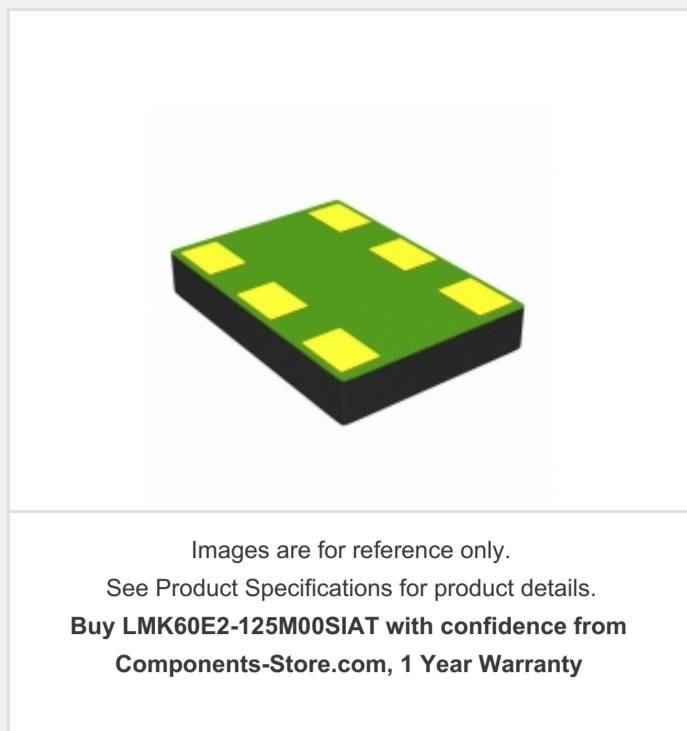 Images are for reference only.
See Product Specifications for product details.
Buy LMK60E2-125M00SIAT with confidence from
Components-Store.com, 1 Year Warranty